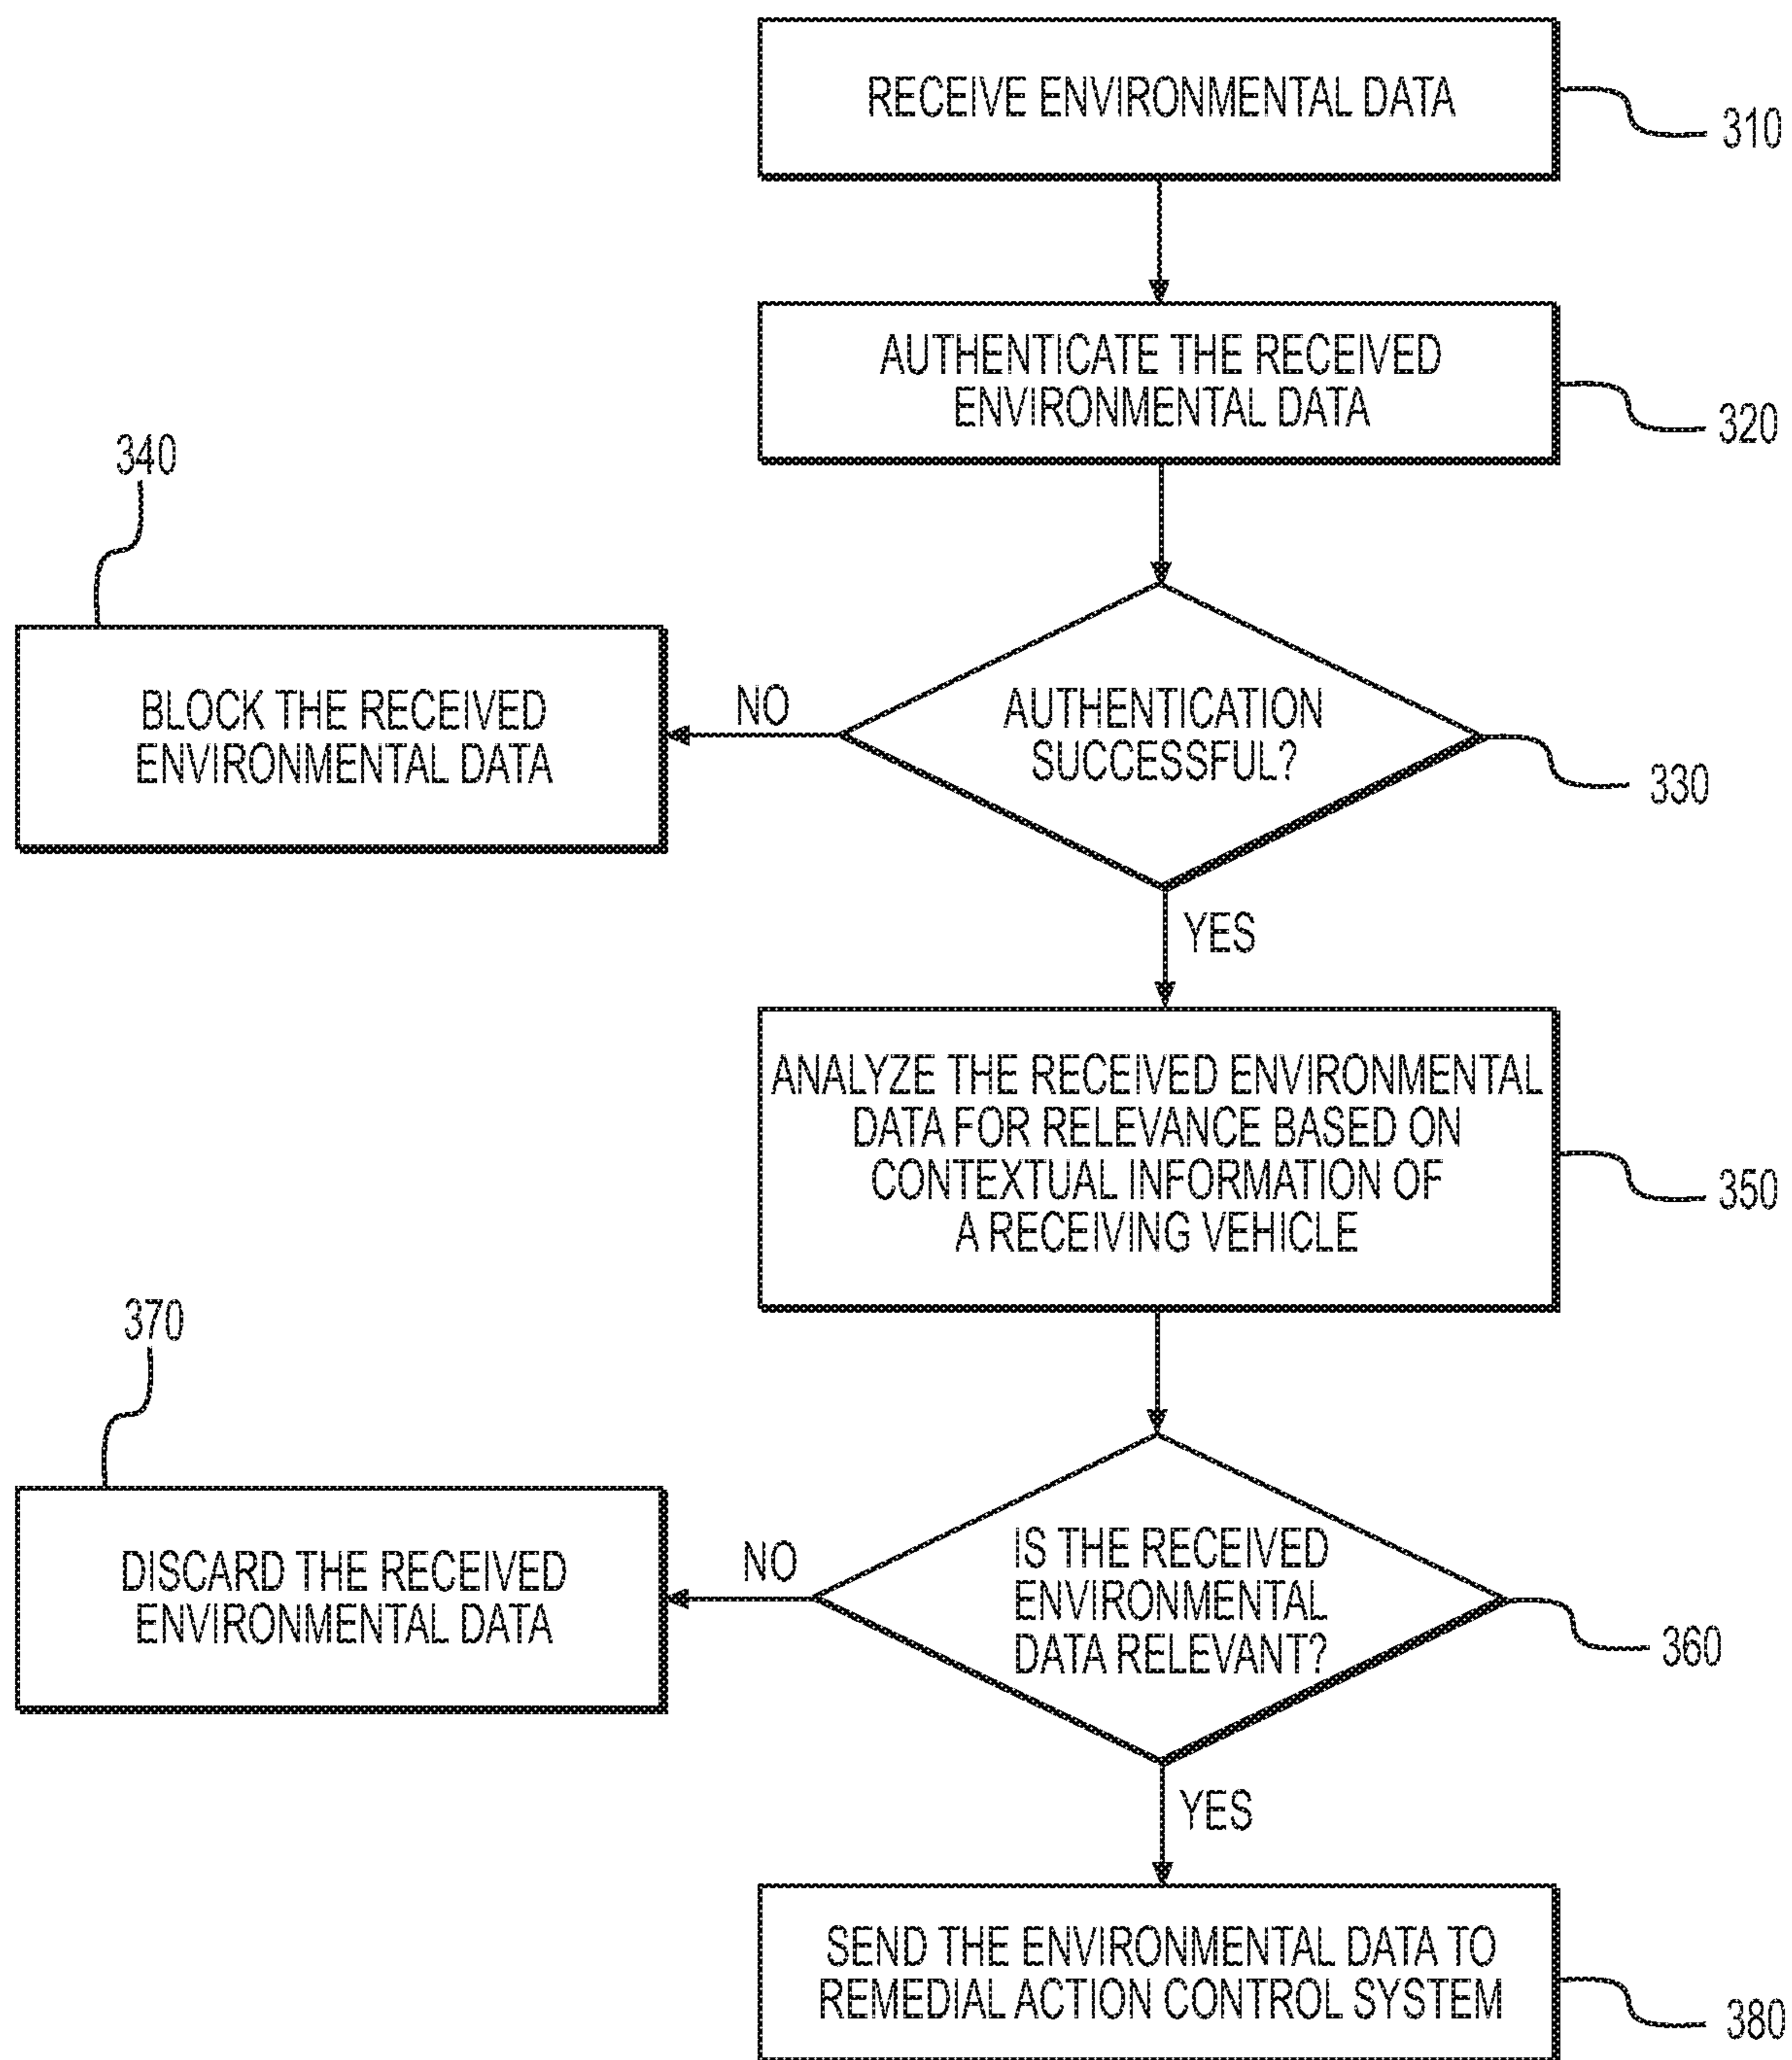 RECEIVE ENVIRONMENTAL DATA
310
AUTHENTICATE THE RECEIVED
ENVIRONMENTAL DATA
320
340
BLOCK THE RECEIVED
ENVIRONMENTAL DATA
NO
AUTHENTICATION
SUCCESSFUL?
330
YES
ANALYZE THE RECEIVED ENVIRONMENTAL
DATA FOR RELEVANCE BASED ON
CONTEXTUAL INFORMATION OF
A RECEIVING VEHICLE
350
370
DISCARD THE RECEIVED
ENVIRONMENTAL DATA
NO
IS THE RECEIVED
ENVIRONMENTAL
DATA RELEVANT?
360
YES
SEND THE ENVIRONMENTAL DATA TO
REMEDIAL ACTION CONTROL SYSTEM
380